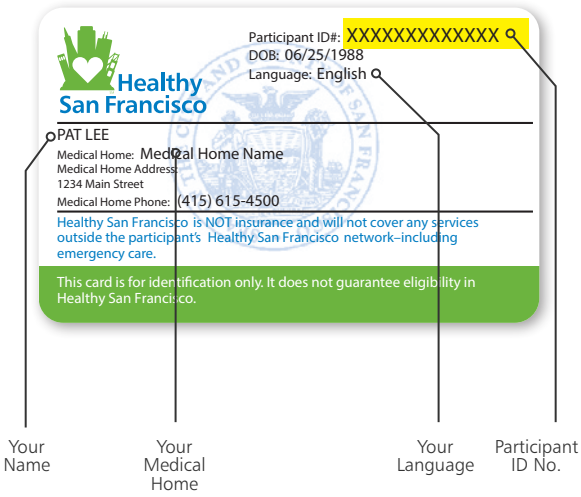 Participant ID#: XXXXXXXXXXXXX
DOB: 06/25/1988
Language: English
Healthy
San Francisco
PAT LEE
Medical Home: Medical Home Name
Medical Home Address:
1234 Main Street
Medical Home Phone: (415) 615-4500
Healthy San Francisco is NOT insurance and will not cover any services
outside the participant's Healthy San Francisco network–including
emergency care.
This card is for identification only. It does not guarantee eligibility in
Healthy San Francisco.
Your
Name
Your
Medical
Home
Your
Language
Participant
ID No.